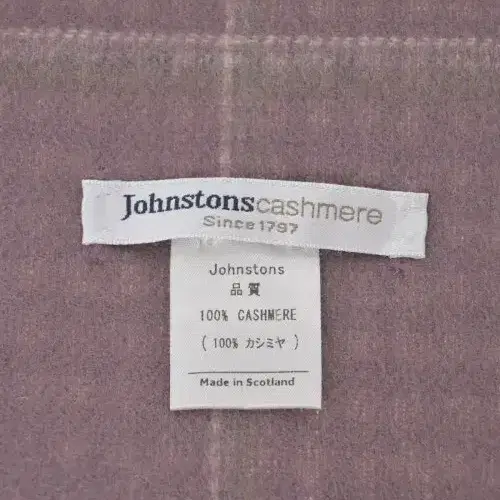 Johnstonscashmere
Since 1797
Johnstons
品質
100% CASHMERE
( 100% カシミヤ )
Made in Scotland